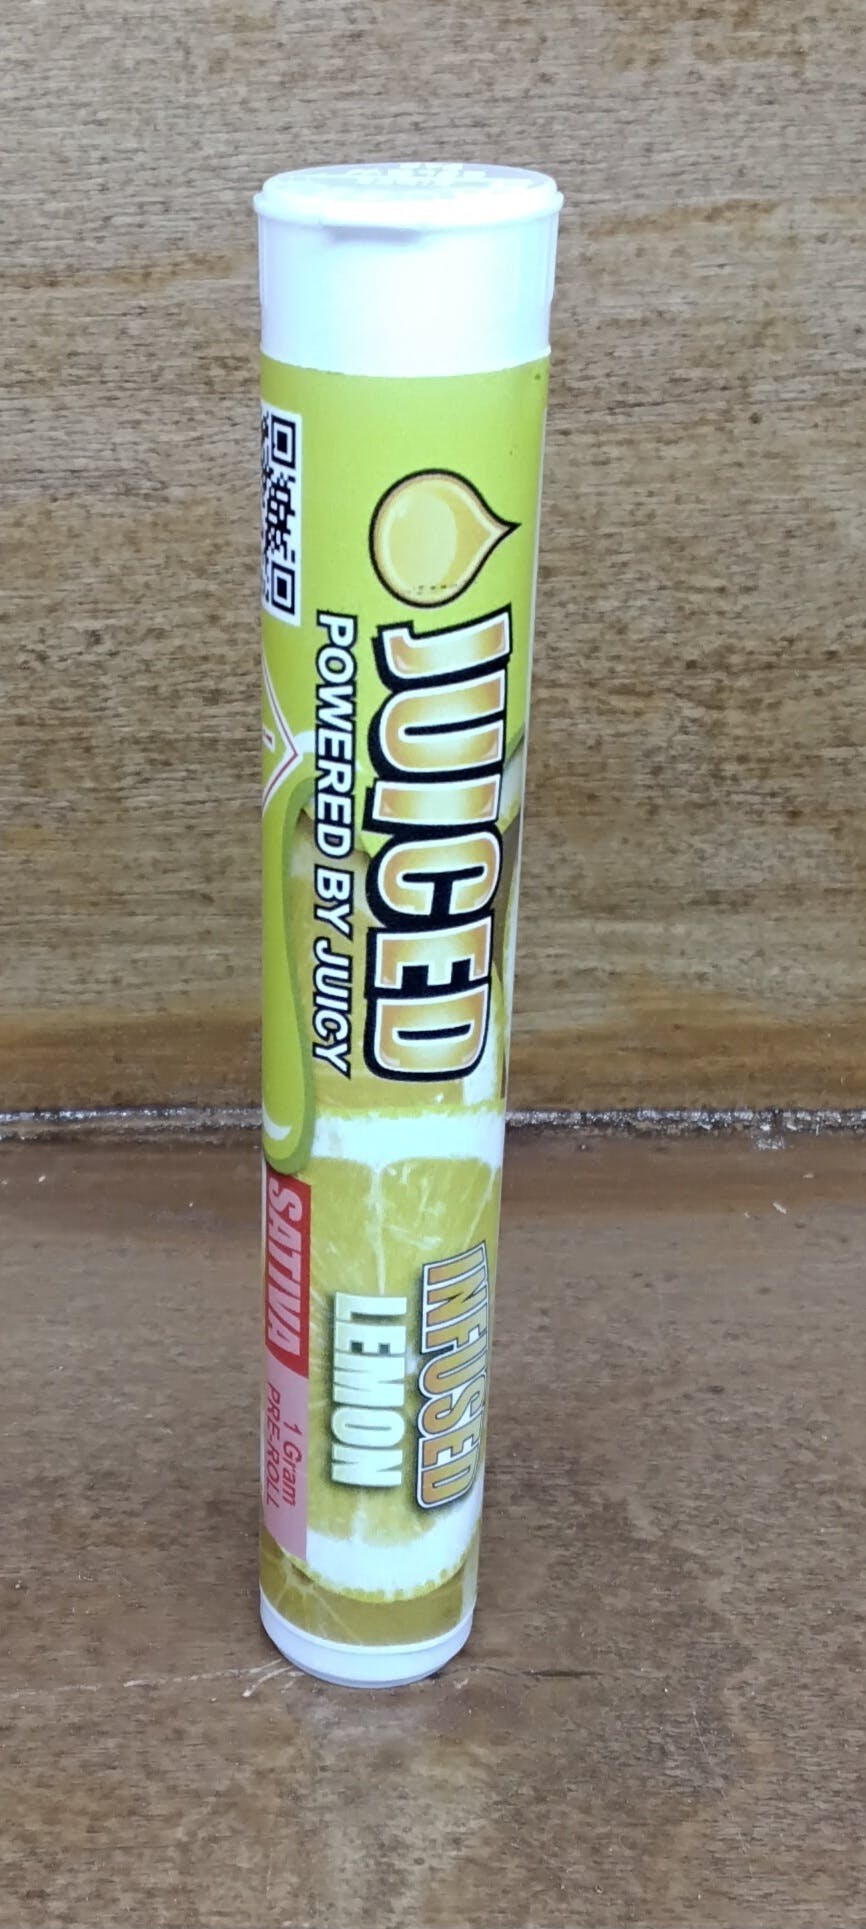 JUICED
POWERED BY JUICY
INFUSED
LEMON
SATIVA
1 Gram
PRE-ROLL